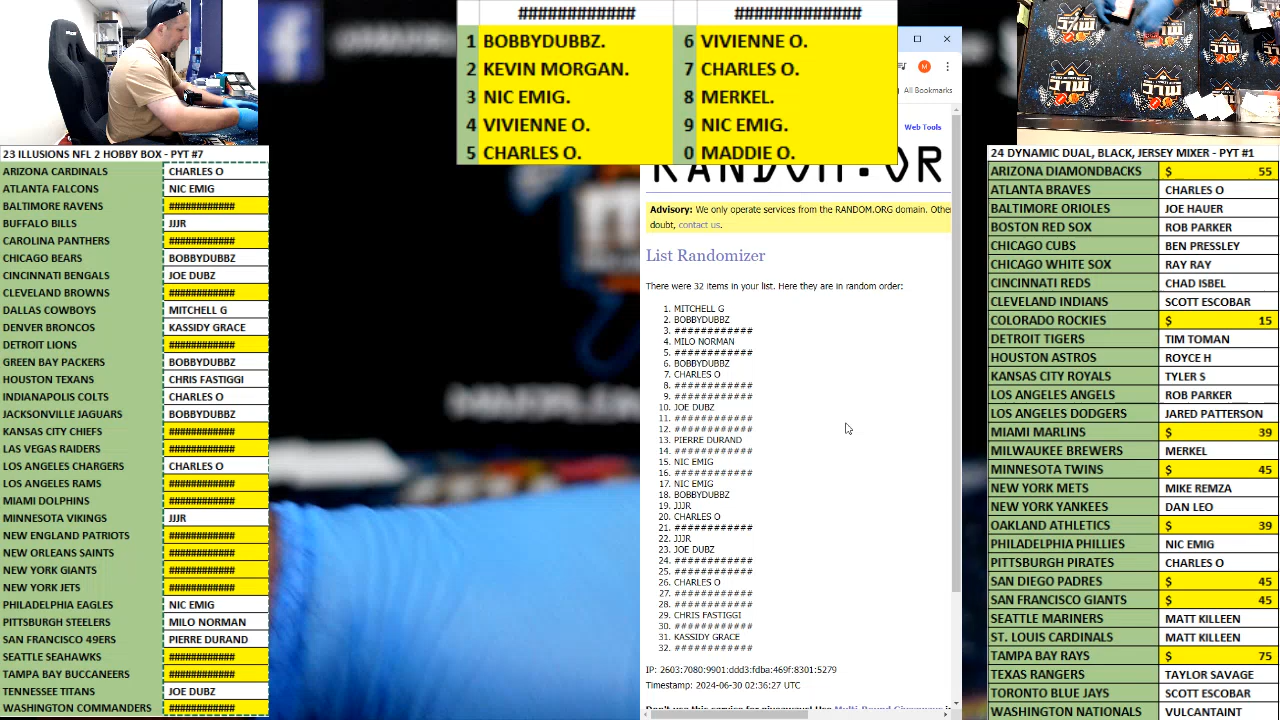 ############ ############
1 BOBBYDUBBZ. 6 VIVIENNE O.
2 KEVIN MORGAN. 7 CHARLES O.
3 NIC EMIG. 8 MERKEL.
4 VIVIENNE O. 9 NIC EMIG.
5 CHARLES O. 0 MADDIE O.
23 ILLUSIONS NFL 2 HOBBY BOX - PYT #7
ARIZONA CARDINALS CHARLES O
ATLANTA FALCONS NIC EMIG
BALTIMORE RAVENS ############
BUFFALO BILLS JJJR
CAROLINA PANTHERS ############
CHICAGO BEARS BOBBYDUBBZ
CINCINNATI BENGALS JOE DUBZ
CLEVELAND BROWNS ############
DALLAS COWBOYS MITCHELL G
DENVER BRONCOS KASSIDY GRACE
DETROIT LIONS ############
GREEN BAY PACKERS BOBBYDUBBZ
HOUSTON TEXANS CHRIS FASTIGGI
INDIANAPOLIS COLTS CHARLES O
JACKSONVILLE JAGUARS BOBBYDUBBZ
KANSAS CITY CHIEFS ############
LAS VEGAS RAIDERS ############
LOS ANGELES CHARGERS CHARLES O
LOS ANGELES RAMS ############
MIAMI DOLPHINS ############
MINNESOTA VIKINGS JJJR
NEW ENGLAND PATRIOTS ############
NEW ORLEANS SAINTS ############
NEW YORK GIANTS ############
NEW YORK JETS ############
PHILADELPHIA EAGLES NIC EMIG
PITTSBURGH STEELERS MILO NORMAN
SAN FRANCISCO 49ERS PIERRE DURAND
SEATTLE SEAHAWKS ############
TAMPA BAY BUCCANEERS ############
TENNESSEE TITANS JOE DUBZ
WASHINGTON COMMANDERS ############
M
All Bookmarks
Web Tools
RANDOM.OR
Advisory: We only operate services from the RANDOM.ORG domain. Other
doubt, contact us.
List Randomizer
There were 32 items in your list. Here they are in random order:
1. MITCHELL G
2. BOBBYDUBBZ
3. ############
4. MILO NORMAN
5. ############
6. BOBBYDUBBZ
7. CHARLES O
8. ############
9. ############
10. JOE DUBZ
11. ############
12. ############
13. PIERRE DURAND
14. ############
15. NIC EMIG
16. ############
17. NIC EMIG
18. BOBBYDUBBZ
19. JJJR
20. CHARLES O
21. ############
22. JJJR
23. JOE DUBZ
24. ############
25. ############
26. CHARLES O
27. ############
28. ############
29. CHRIS FASTIGGI
30. ############
31. KASSIDY GRACE
32. ############
IP: 2603:7080:9901:ddd3:fdba:469f:8301:5279
Timestamp: 2024-06-30 02:36:27 UTC
Don't use this service for giveaways! Use Multi-Round Giveaways i
24 DYNAMIC DUAL, BLACK, JERSEY MIXER - PYT #1
ARIZONA DIAMONDBACKS $ 55
ATLANTA BRAVES CHARLES O
BALTIMORE ORIOLES JOE HAUER
BOSTON RED SOX ROB PARKER
CHICAGO CUBS BEN PRESSLEY
CHICAGO WHITE SOX RAY RAY
CINCINNATI REDS CHAD ISBEL
CLEVELAND INDIANS SCOTT ESCOBAR
COLORADO ROCKIES $ 15
DETROIT TIGERS TIM TOMAN
HOUSTON ASTROS ROYCE H
KANSAS CITY ROYALS TYLER S
LOS ANGELES ANGELS ROB PARKER
LOS ANGELES DODGERS JARED PATTERSON
MIAMI MARLINS $ 39
MILWAUKEE BREWERS MERKEL
MINNESOTA TWINS $ 45
NEW YORK METS MIKE REMZA
NEW YORK YANKEES DAN LEO
OAKLAND ATHLETICS $ 39
PHILADELPHIA PHILLIES NIC EMIG
PITTSBURGH PIRATES CHARLES O
SAN DIEGO PADRES $ 45
SAN FRANCISCO GIANTS $ 45
SEATTLE MARINERS MATT KILLEEN
ST. LOUIS CARDINALS MATT KILLEEN
TAMPA BAY RAYS $ 75
TEXAS RANGERS TAYLOR SAVAGE
TORONTO BLUE JAYS SCOTT ESCOBAR
WASHINGTON NATIONALS VULCANTAINT